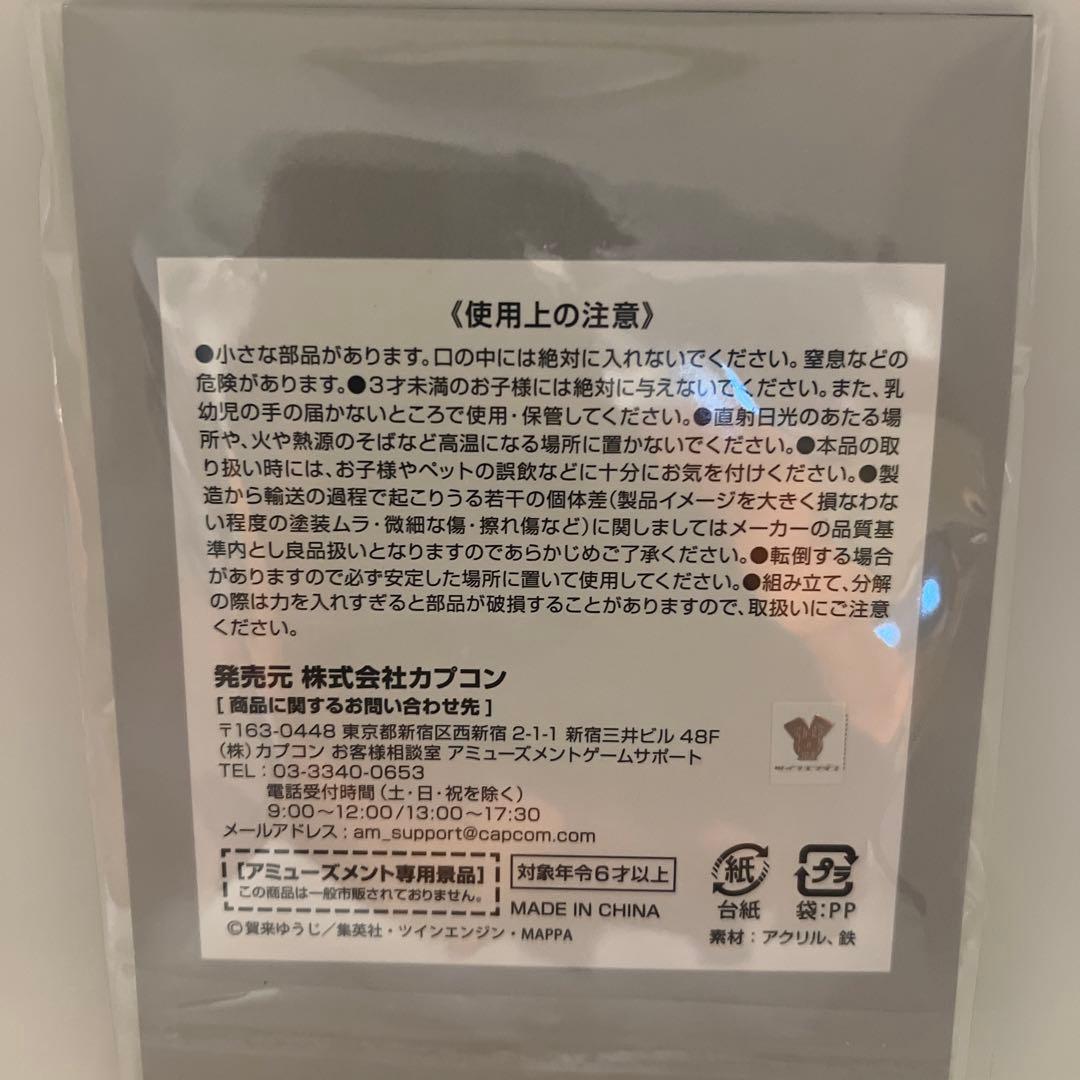 《使用上の注意》
●小さな部品があります。口の中には絶対に入れないでください。窒息などの
危険があります。●3才未満のお子様には絶対に与えないでください。また、乳
幼児の手の届かないところで使用・保管してください。●直射日光のあたる場
所や、火や熱源のそばなど高温になる場所に置かないでください。●本品の取
り扱い時には、お子様やペットの誤飲などに十分にお気を付けください。●製
造から輸送の過程で起こりうる若干の個体差(製品イメージを大きく損なわな
い程度の塗装ムラ・微細な傷・擦れ傷など)に関しましてはメーカーの品質基
準内とし良品扱いとなりますのであらかじめご了承ください。●転倒する場合
がありますので必ず安定した場所に置いて使用してください。●組み立て、分解
の際は力を入れすぎると部品が破損することがありますので、取扱いにご注意
ください。
発売元 株式会社カプコン
[ 商品に関するお問い合わせ先 ]
〒163-0448 東京都新宿区西新宿 2-1-1 新宿三井ビル 48F
(株)カプコン お客様相談室 アミューズメントゲームサポート
TEL : 03-3340-0653
電話受付時間 (土・日・祝を除く)
9:00〜12:00/13:00〜17:30
メールアドレス : am_support@capcom.com
[アミューズメント専用景品]
この商品は一般市販されておりません。
対象年令6才以上
MADE IN CHINA
©賀来ゆうじ/集英社・ツインエンジン・MAPPA
紙
台紙
プラ
袋:PP
素材：アクリル、鉄